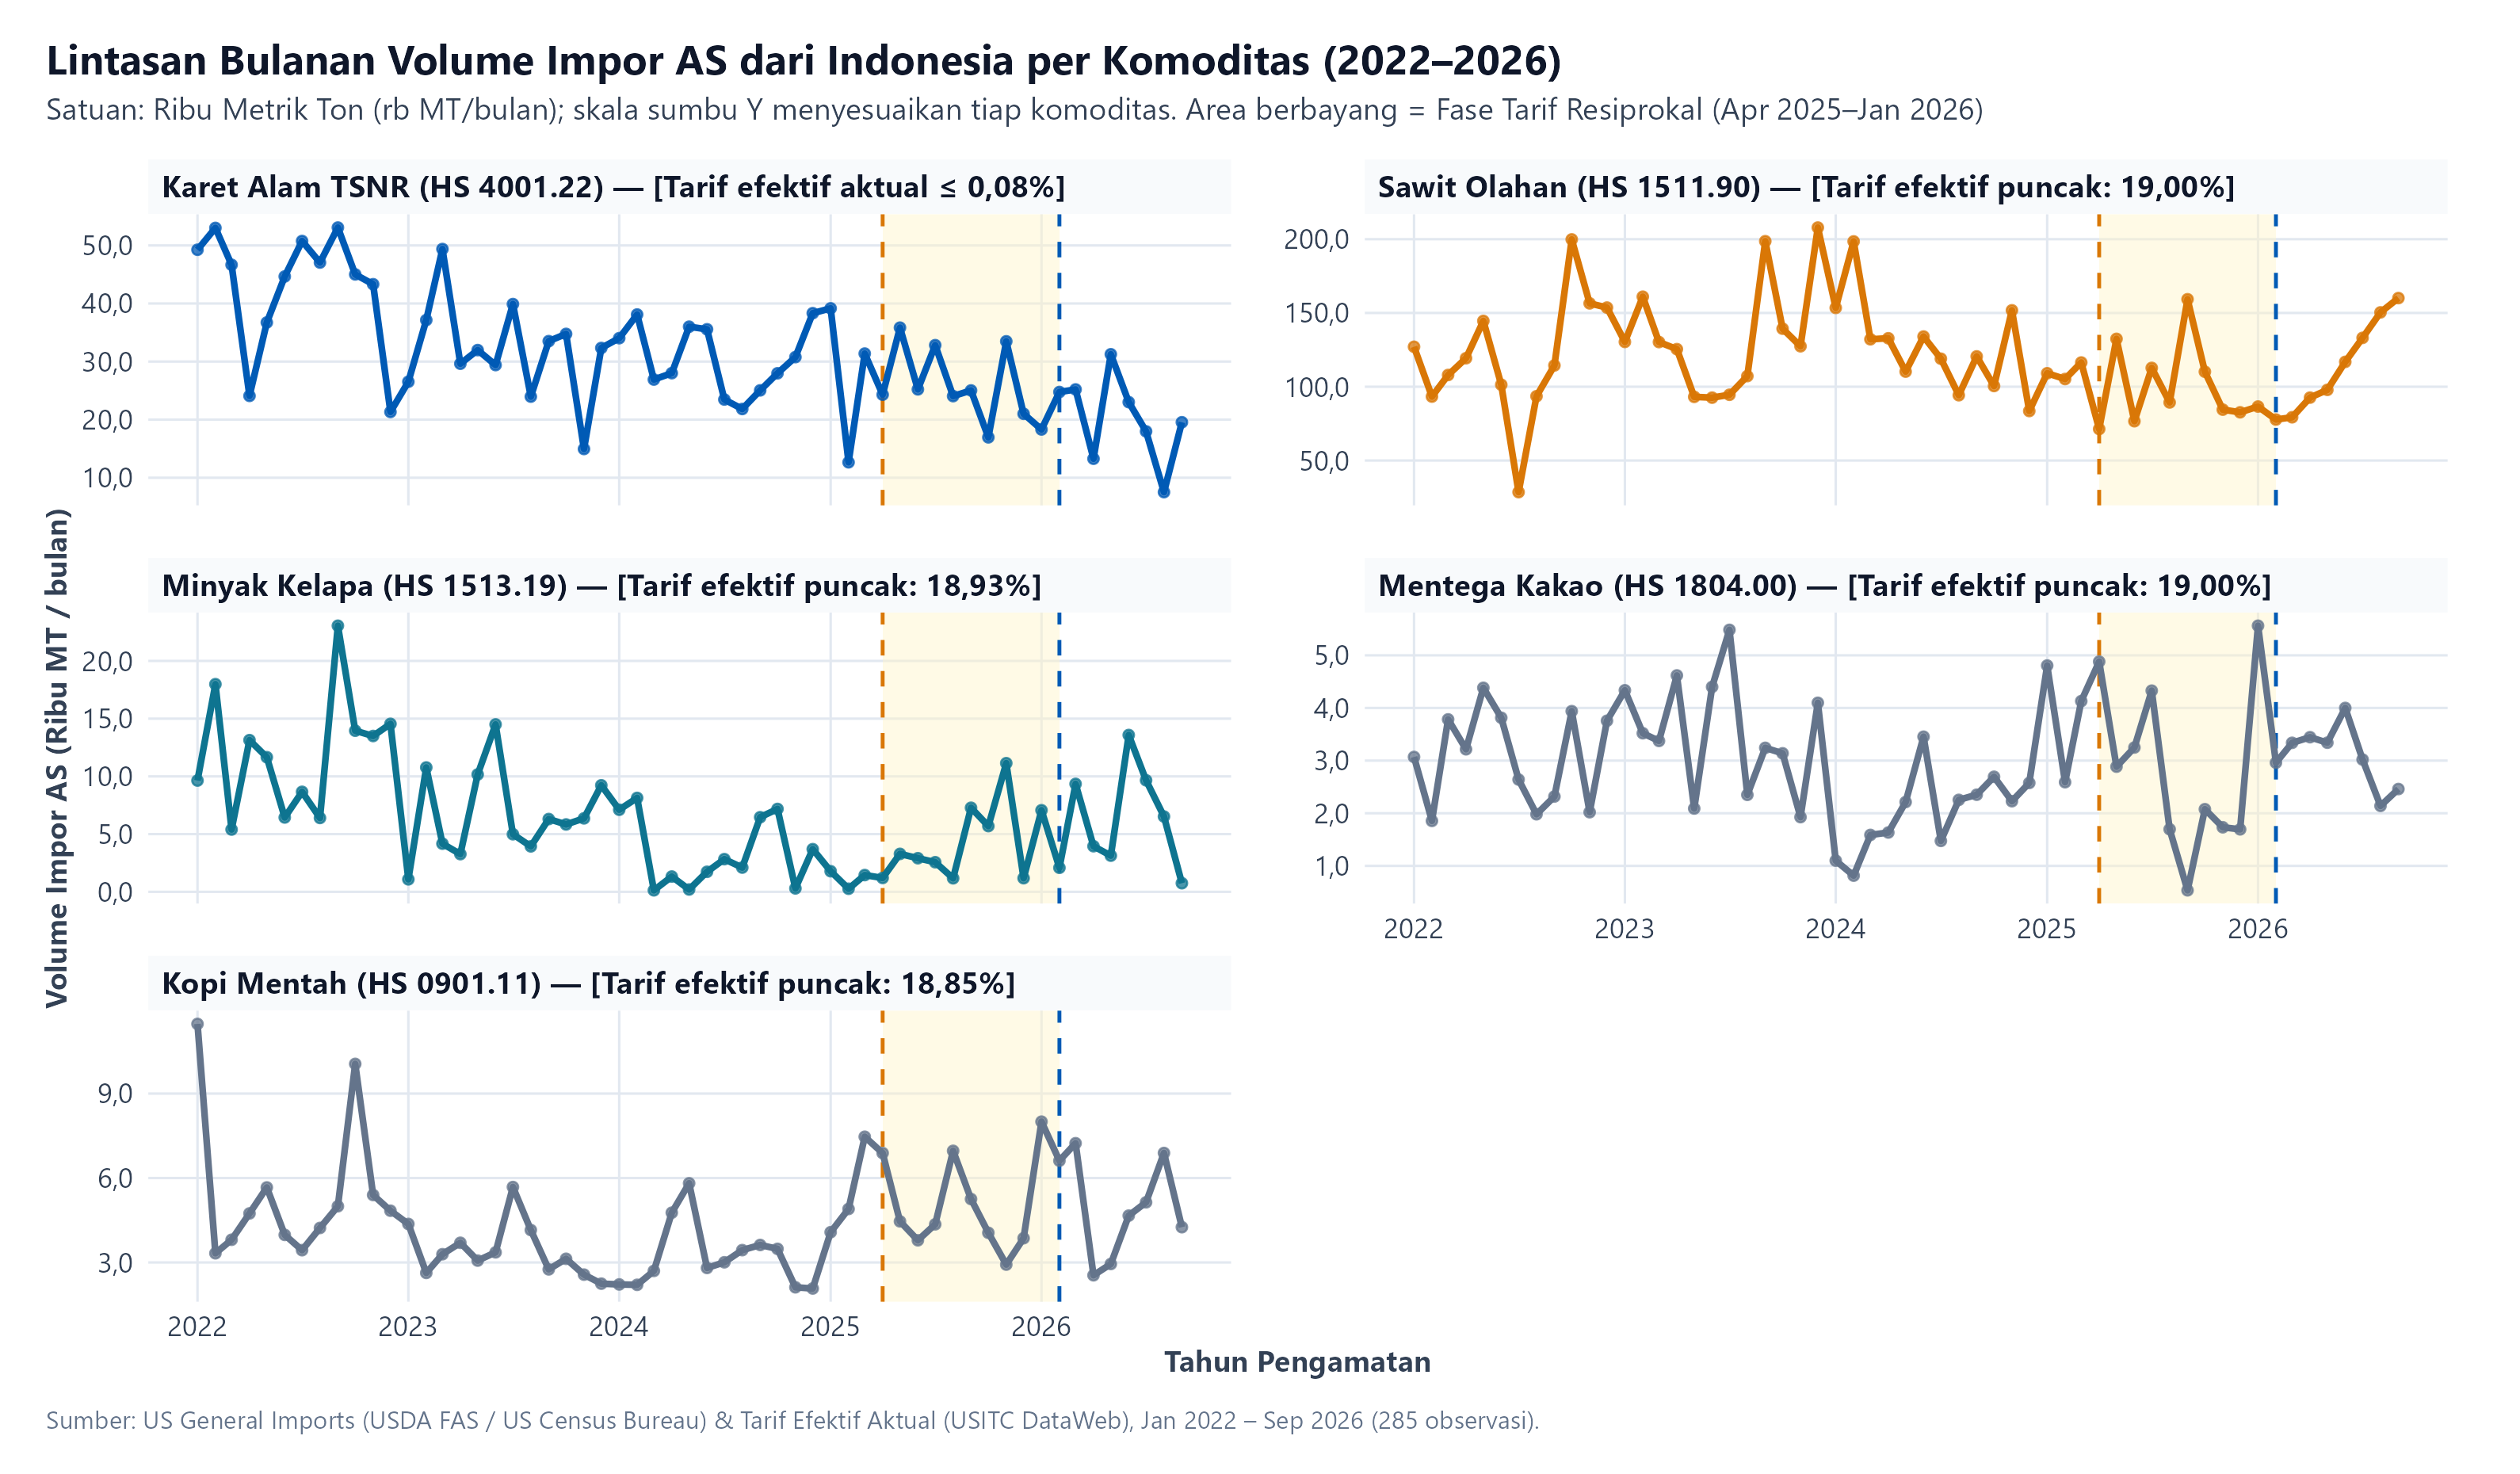 Lintasan Bulanan Volume Impor AS dari Indonesia per Komoditas (2022–2026)
Satuan: Ribu Metrik Ton (rb MT/bulan); skala sumbu Y menyesuaikan tiap komoditas. Area berbayang = Fase Tarif Resiprokal (Apr 2025–Jan 2026)
Volume Impor AS (Ribu MT / bulan)
Karet Alam TSNR (HS 4001.22) — [Tarif efektif aktual ≤ 0,08%]
50,0
40,0
30,0
20,0
10,0
Sawit Olahan (HS 1511.90) — [Tarif efektif puncak: 19,00%]
200,0
150,0
100,0
50,0
Minyak Kelapa (HS 1513.19) — [Tarif efektif puncak: 18,93%]
20,0
15,0
10,0
5,0
0,0
Mentega Kakao (HS 1804.00) — [Tarif efektif puncak: 19,00%]
5,0
4,0
3,0
2,0
1,0
2022 2023 2024 2025 2026
Kopi Mentah (HS 0901.11) — [Tarif efektif puncak: 18,85%]
9,0
6,0
3,0
2022 2023 2024 2025 2026
Tahun Pengamatan
Sumber: US General Imports (USDA FAS / US Census Bureau) & Tarif Efektif Aktual (USITC DataWeb), Jan 2022 – Sep 2026 (285 observasi).